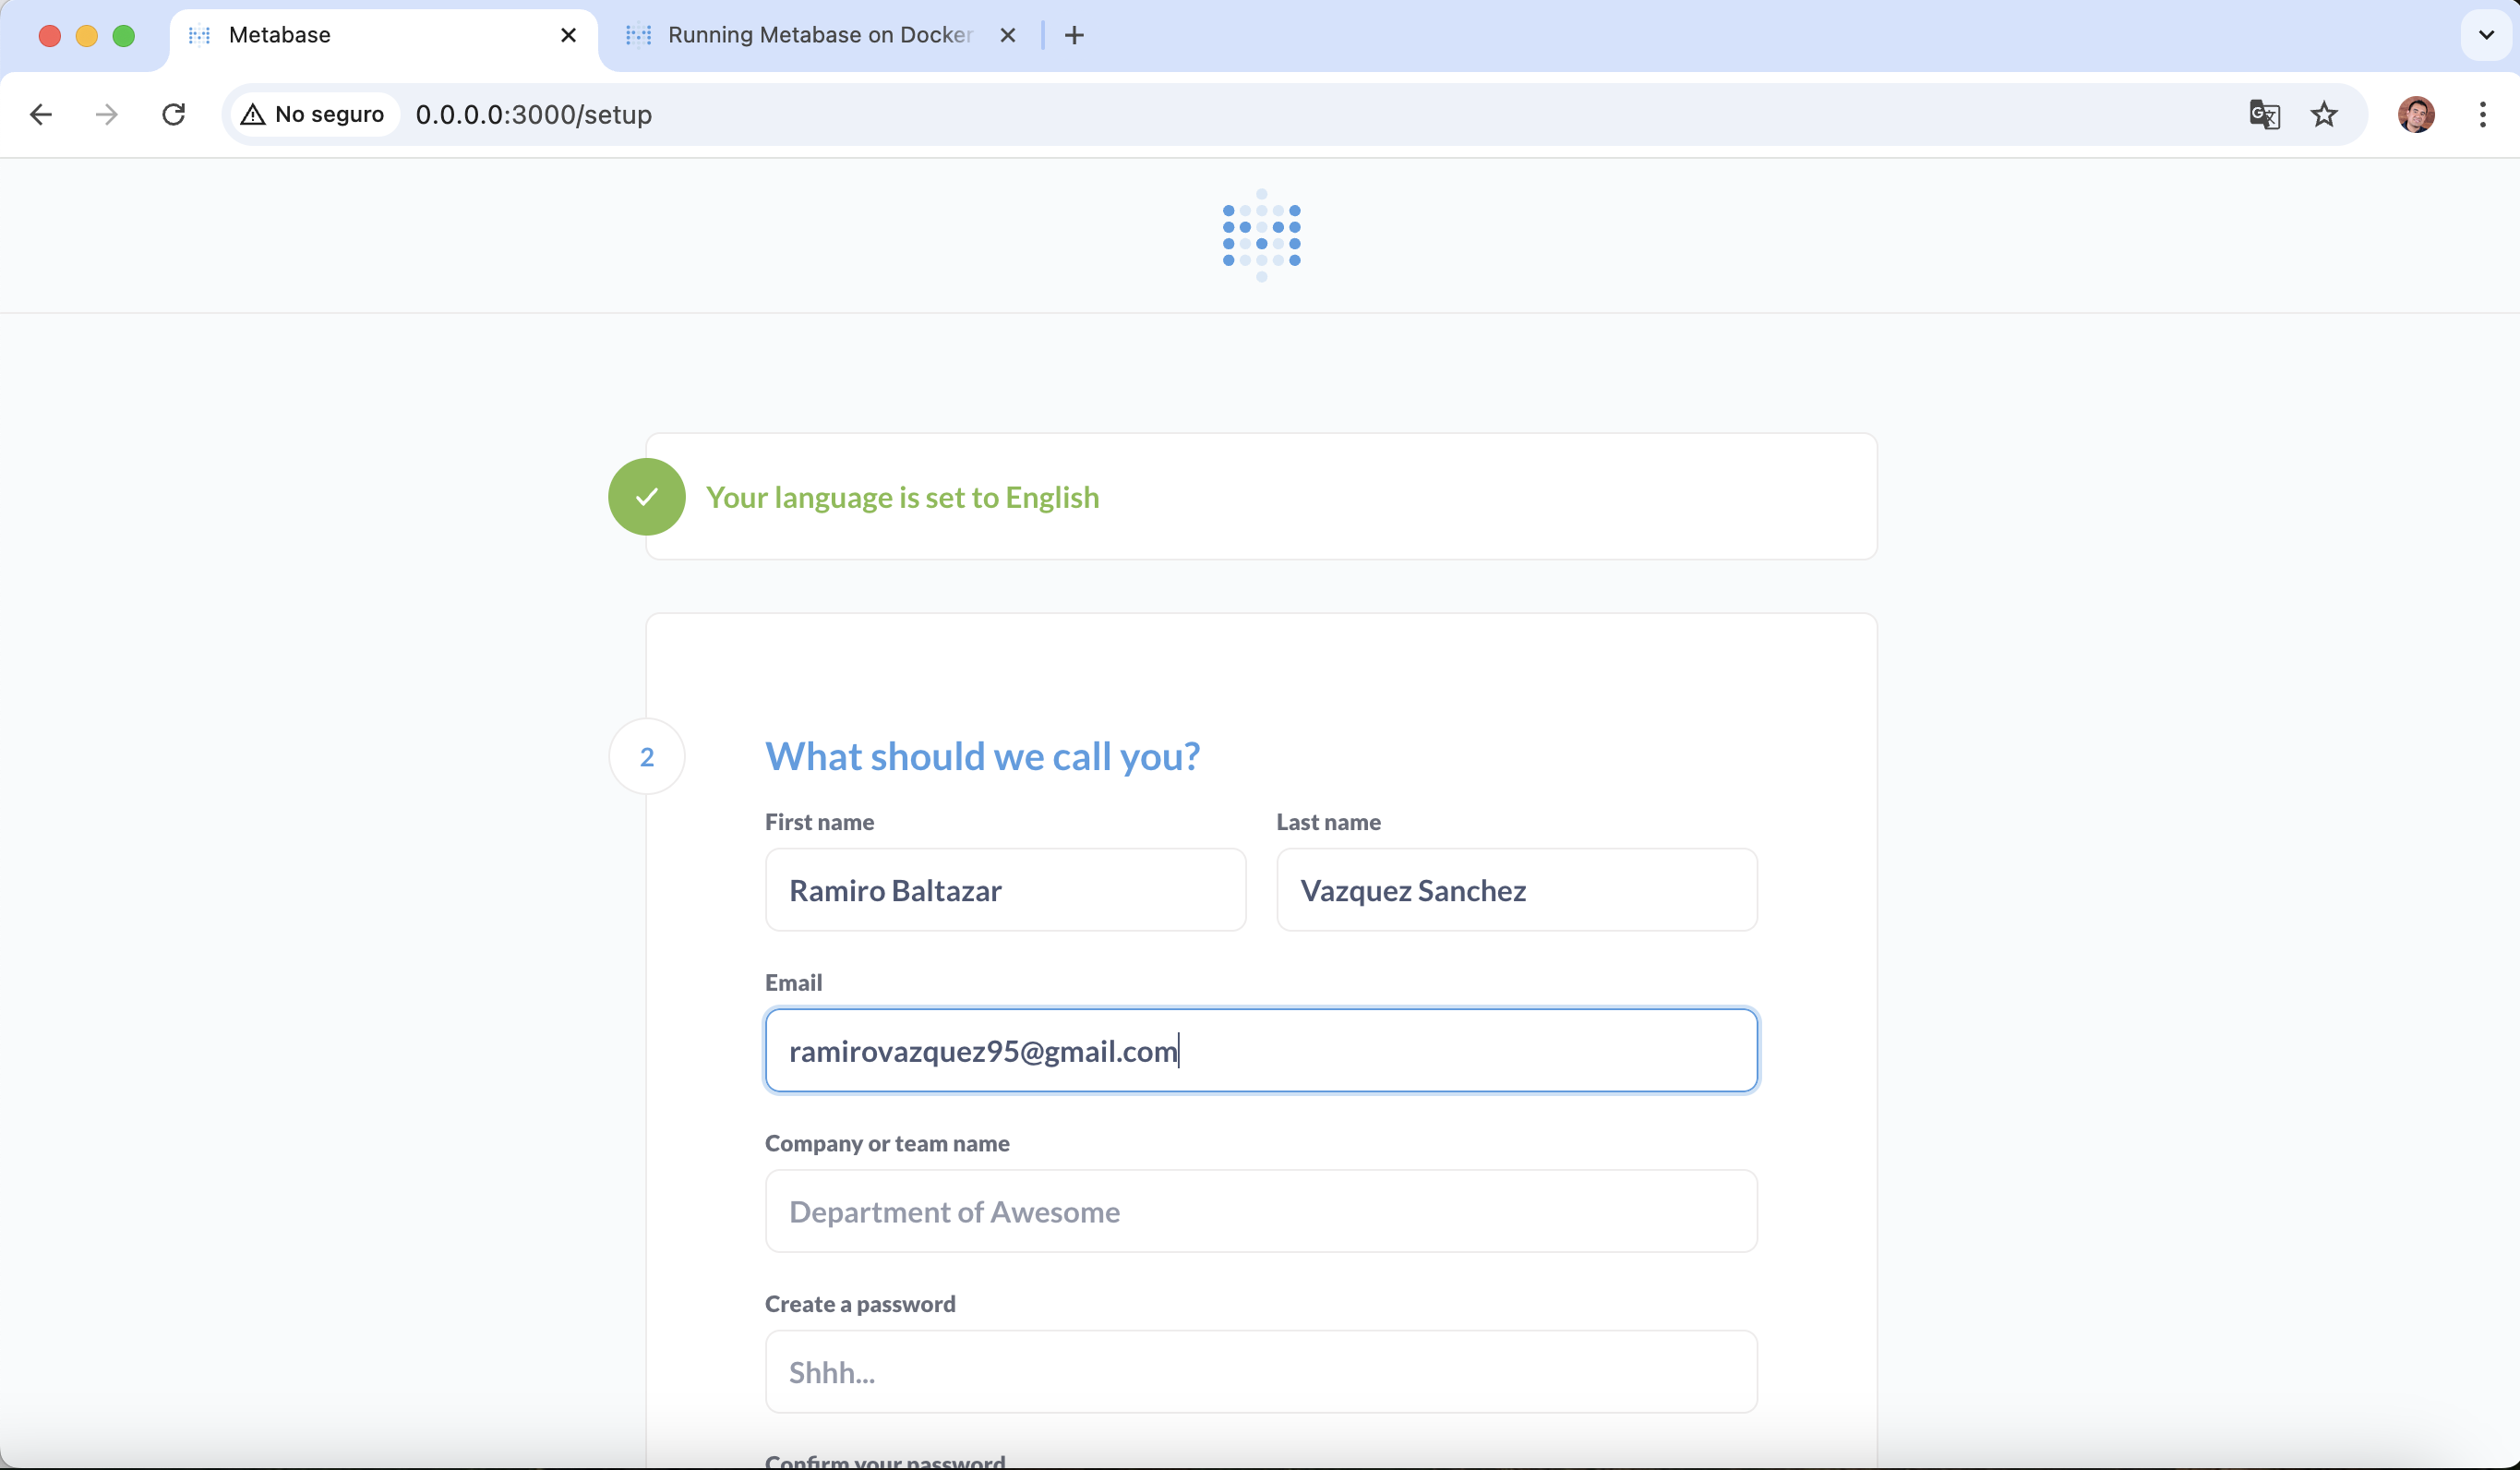 Metabase
Running Metabase on Docker
No seguro
0.0.0.0:3000/setup
Your language is set to English
2
What should we call you?
First name
Last name
Ramiro Baltazar
Vazquez Sanchez
Email
ramirovazquez95@gmail.com
Company or team name
Department of Awesome
Create a password
Shhh...
Confirm your password